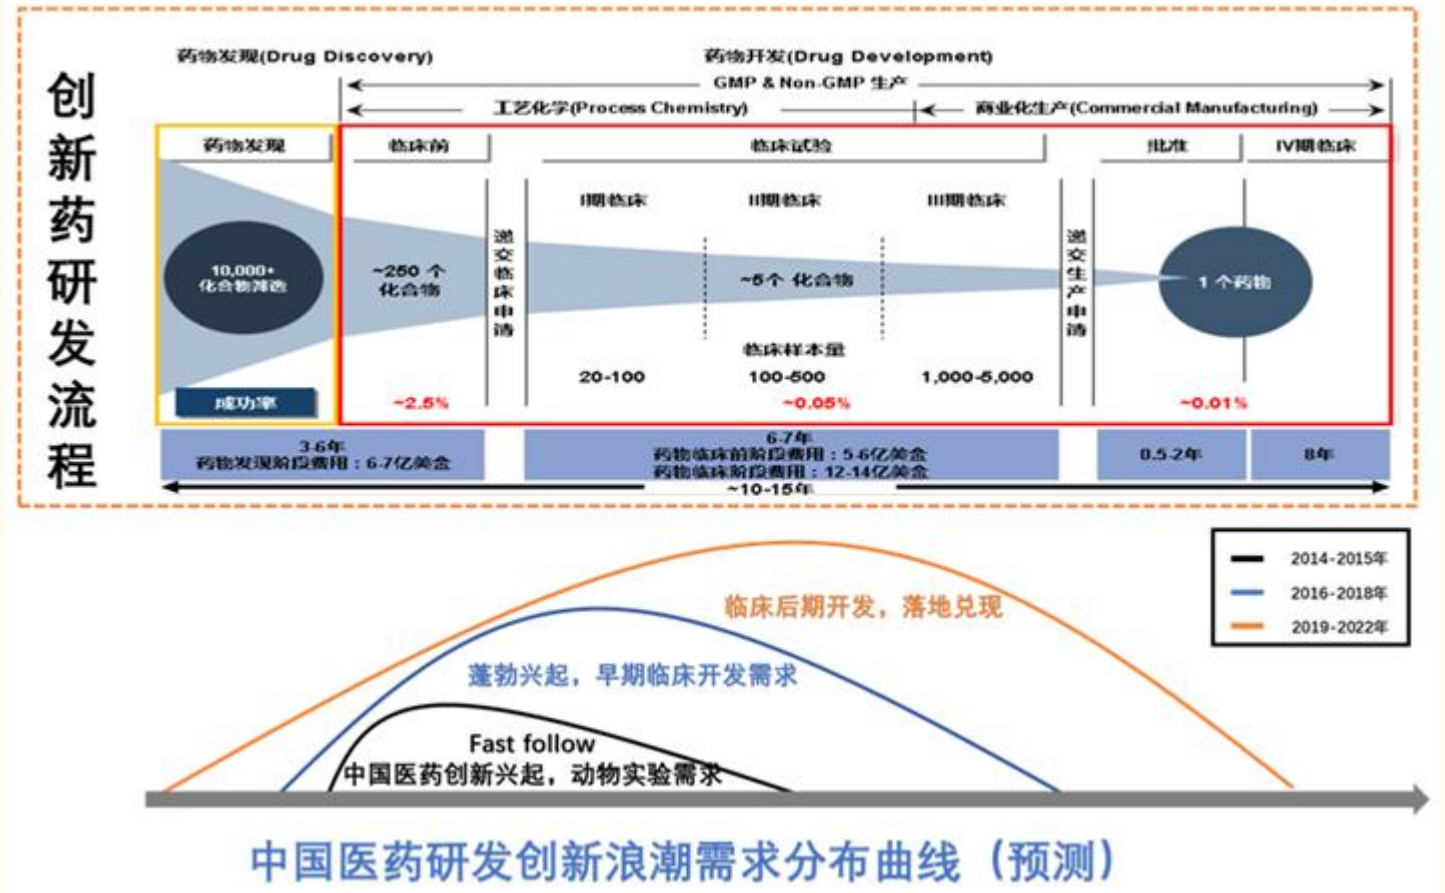 创新药研发流程
药物发现(Drug Discovery)
药物开发(Drug Development)
GMP & Non-GMP 生产
工艺化学(Process Chemistry)
商业化生产(Commercial Manufacturing)
药物发现
临床前
临床试验
批准
IV期临床
I期临床
II期临床
III期临床
10,000+
化合物筛选
~250 个
化合物
递交临床申请
~5个 化合物
递交生产申请
1 个药物
临床样本量
20-100
100-500
1,000-5,000
成功率
~2.5%
~0.05%
~0.01%
3-6年
药物发现阶段费用：6-7亿美金
6-7年
药物临床前阶段费用：5-6亿美金
药物临床阶段费用：12-14亿美金
0.5-2年
8年
~10-15年
2014-2015年
2016-2018年
2019-2022年
临床后期开发，落地兑现
蓬勃兴起，早期临床开发需求
Fast follow
中国医药创新兴起，动物实验需求
中国医药研发创新浪潮需求分布曲线（预测）